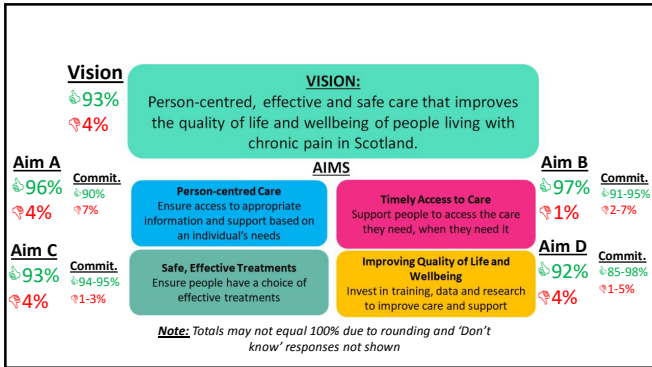 Vision
👍93%
👎4%
VISION:
Person-centred, effective and safe care that improves
the quality of life and wellbeing of people living with
chronic pain in Scotland.
AIMS
Aim A
👍96%
👎4%
Commit.
👍90%
👎7%
Person-centred Care
Ensure access to appropriate
information and support based on
an individual's needs
Timely Access to Care
Support people to access the care
they need, when they need it
Aim B
👍97%
👎1%
Commit.
👍91-95%
👎2-7%
Aim C
👍93%
👎4%
Commit.
👍94-95%
👎1-3%
Safe, Effective Treatments
Ensure people have a choice of
effective treatments
Improving Quality of Life and
Wellbeing
Invest in training, data and research
to improve care and support
Aim D
👍92%
👎4%
Commit.
👍85-98%
👎1-5%
Note: Totals may not equal 100% due to rounding and 'Don't
know' responses not shown